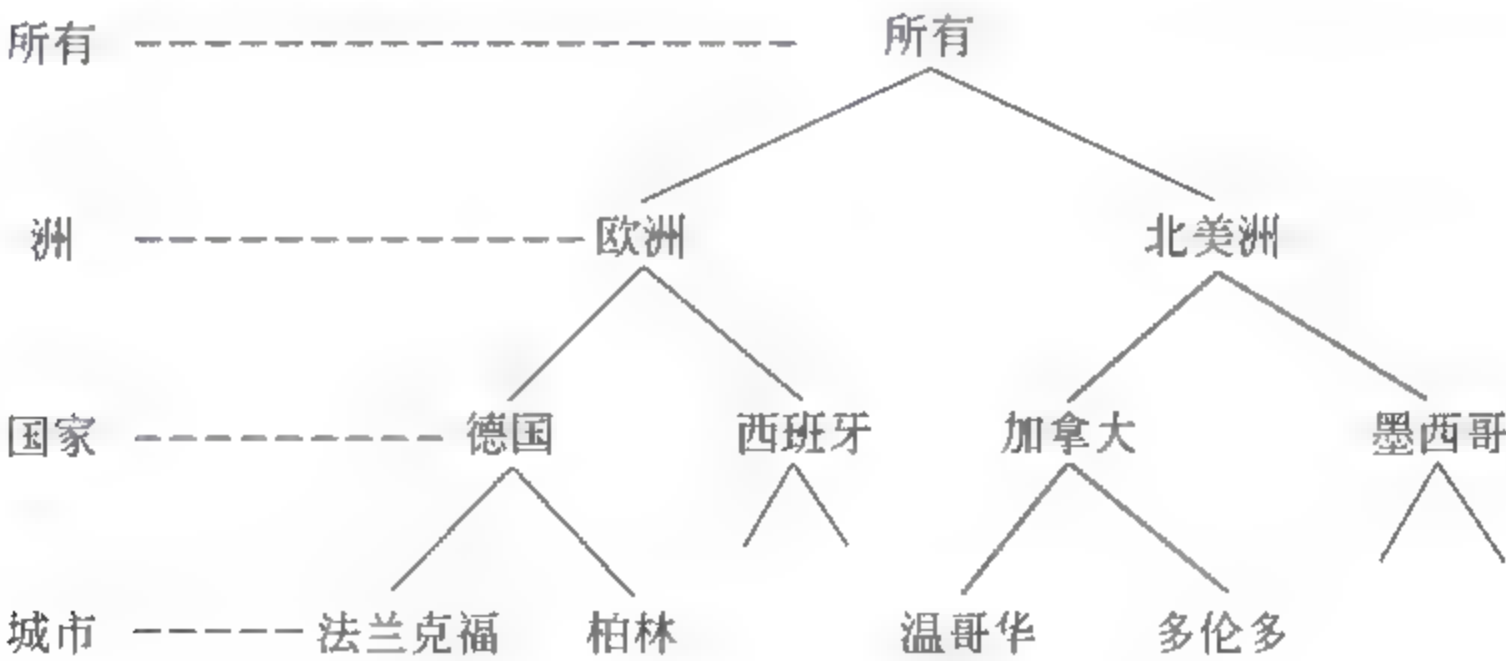 所有 所有
洲 欧洲 北美洲
国家 德国 西班牙 加拿大 墨西哥
城市 法兰克福 柏林 温哥华 多伦多